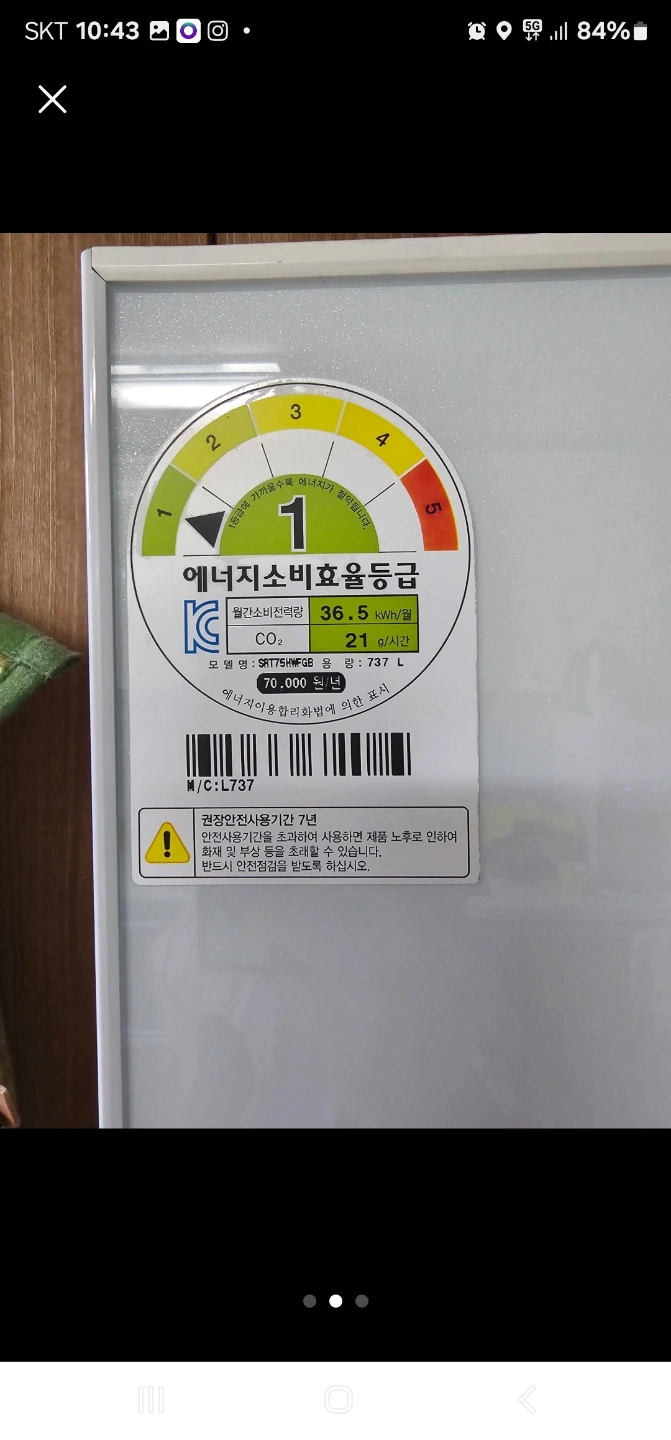 SKT 10:43
5G
84%
3
2
4
1
5
1등급에 가까울수록 에너지가 절약됩니다.
1
에너지소비효율등급
월간소비전력량 36.5 kWh/월
CO₂ 21 g/시간
모 델 명 : SRT75HWFGB 용 량 : 737 L
70.000 원/년
에너지이용합리화법에 의한 표시
M/C:L737
권장안전사용기간 7년
안전사용기간을 초과하여 사용하면 제품 노후로 인하여
화재 및 부상 등을 초래할 수 있습니다.
반드시 안전점검을 받도록 하십시오.